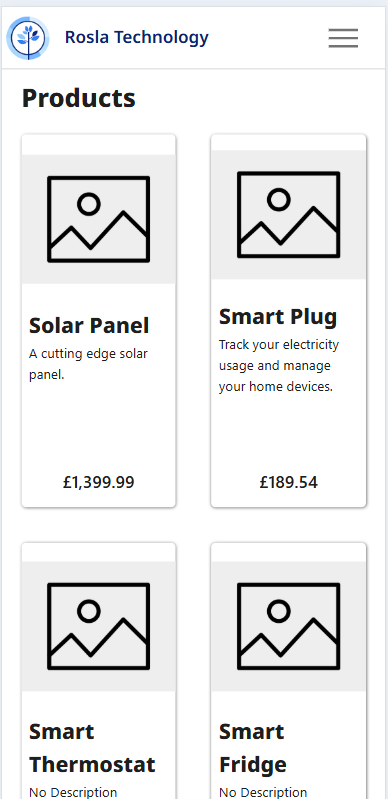 Rosla Technology
Products
Solar Panel
A cutting edge solar
panel.
£1,399.99
Smart Plug
Track your electricity
usage and manage
your home devices.
£189.54
Smart
Thermostat
No Description
Smart
Fridge
No Description